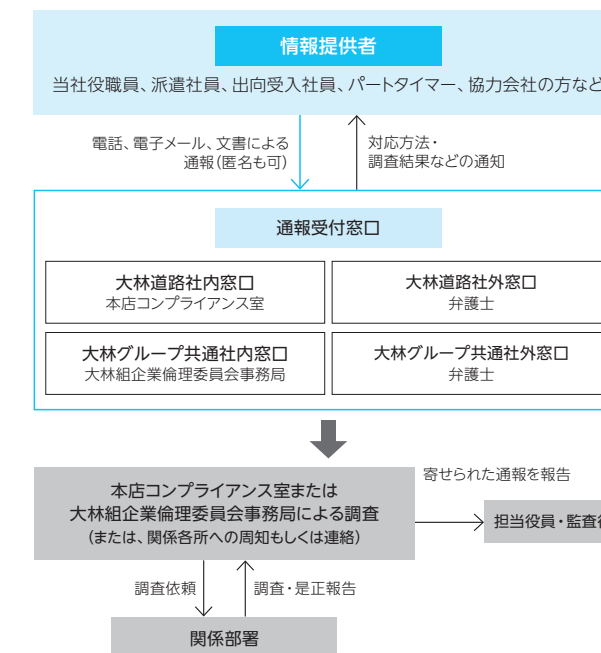 情報提供者
当社役職員、派遣社員、出向受入社員、パートタイマー、協力会社の方など
電話、電子メール、文書による
通報(匿名も可)
対応方法・
調査結果などの通知
通報受付窓口
大林道路社内窓口
本店コンプライアンス室
大林道路社外窓口
弁護士
大林グループ共通社内窓口
大林組企業倫理委員会事務局
大林グループ共通社外窓口
弁護士
寄せられた通報を報告
本店コンプライアンス室または
大林組企業倫理委員会事務局による調査
(または、関係各所への周知もしくは連絡)
担当役員・監査
調査依頼
調査・是正報告
関係部署